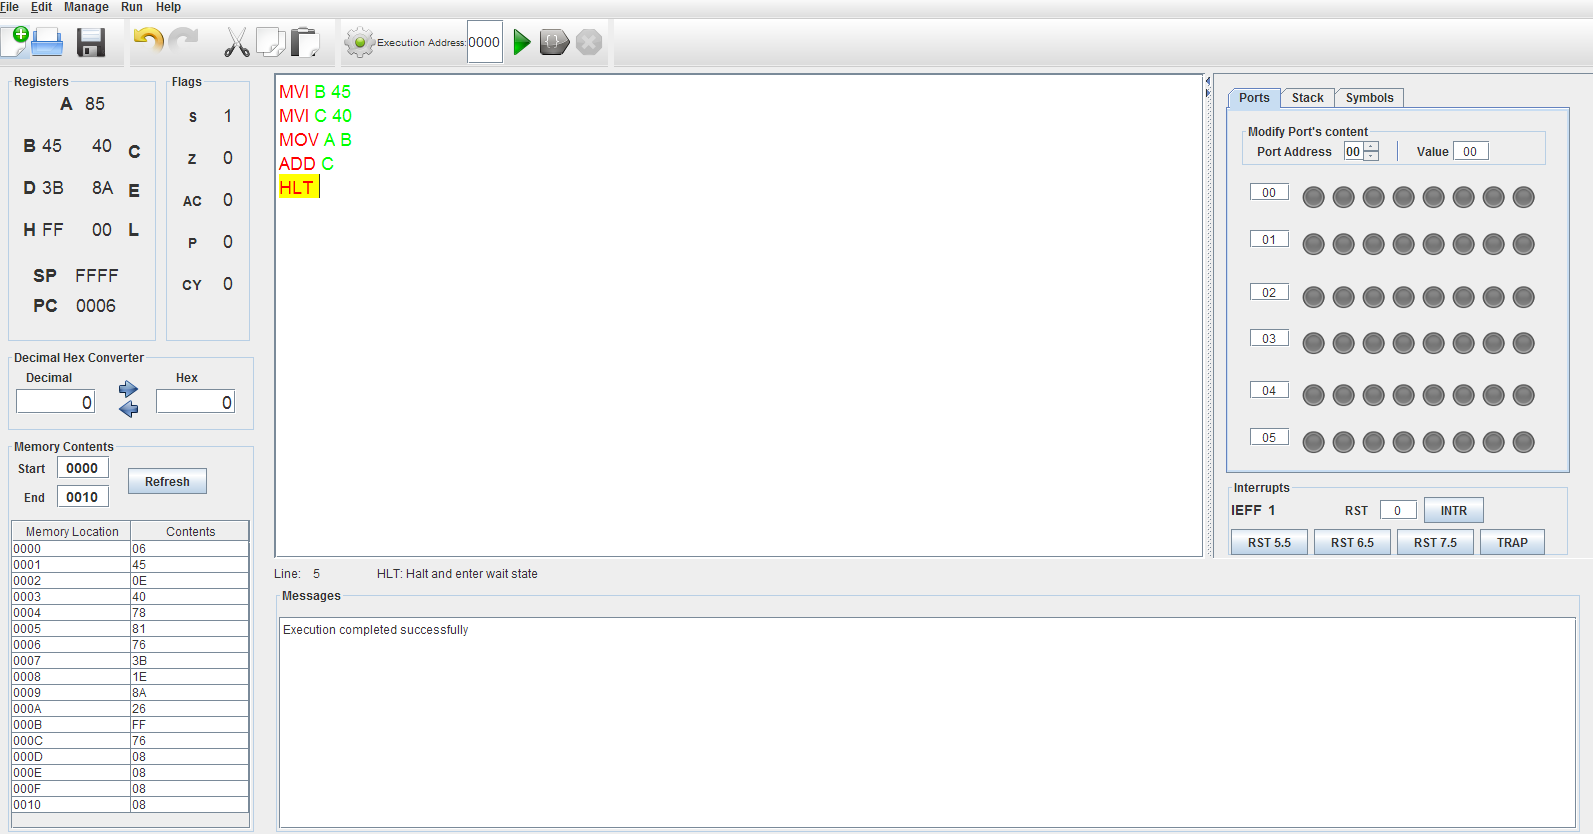 File Edit Manage Run Help
Execution Address: 0000
Registers
A 85
B 45 40 C
D 3B 8A E
H FF 00 L
SP FFFF
PC 0006
Flags
S 1
Z 0
AC 0
P 0
CY 0
Decimal Hex Converter
Decimal Hex
0 0
Memory Contents
Start 0000
End 0010
Refresh
Memory Location Contents
0000 06
0001 45
0002 0E
0003 40
0004 78
0005 81
0006 76
0007 3B
0008 1E
0009 8A
000A 26
000B FF
000C 76
000D 08
000E 08
000F 08
0010 08
MVI B 45
MVI C 40
MOV A B
ADD C
HLT
Line: 5 HLT: Halt and enter wait state
Messages
Execution completed successfully
Ports Stack Symbols
Modify Port's content
Port Address 00 Value 00
00
01
02
03
04
05
Interrupts
IEFF 1 RST 0 INTR
RST 5.5 RST 6.5 RST 7.5 TRAP